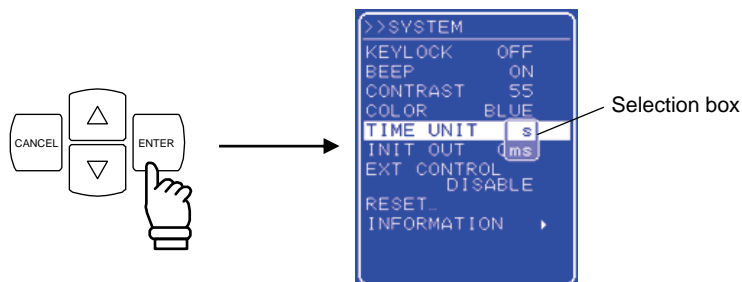 CANCEL
ENTER
>>SYSTEM
KEYLOCK OFF
BEEP ON
CONTRAST 55
COLOR BLUE
TIME UNIT s
INIT OUT ms
EXT CONTROL
DISABLE
RESET_
INFORMATION
Selection box